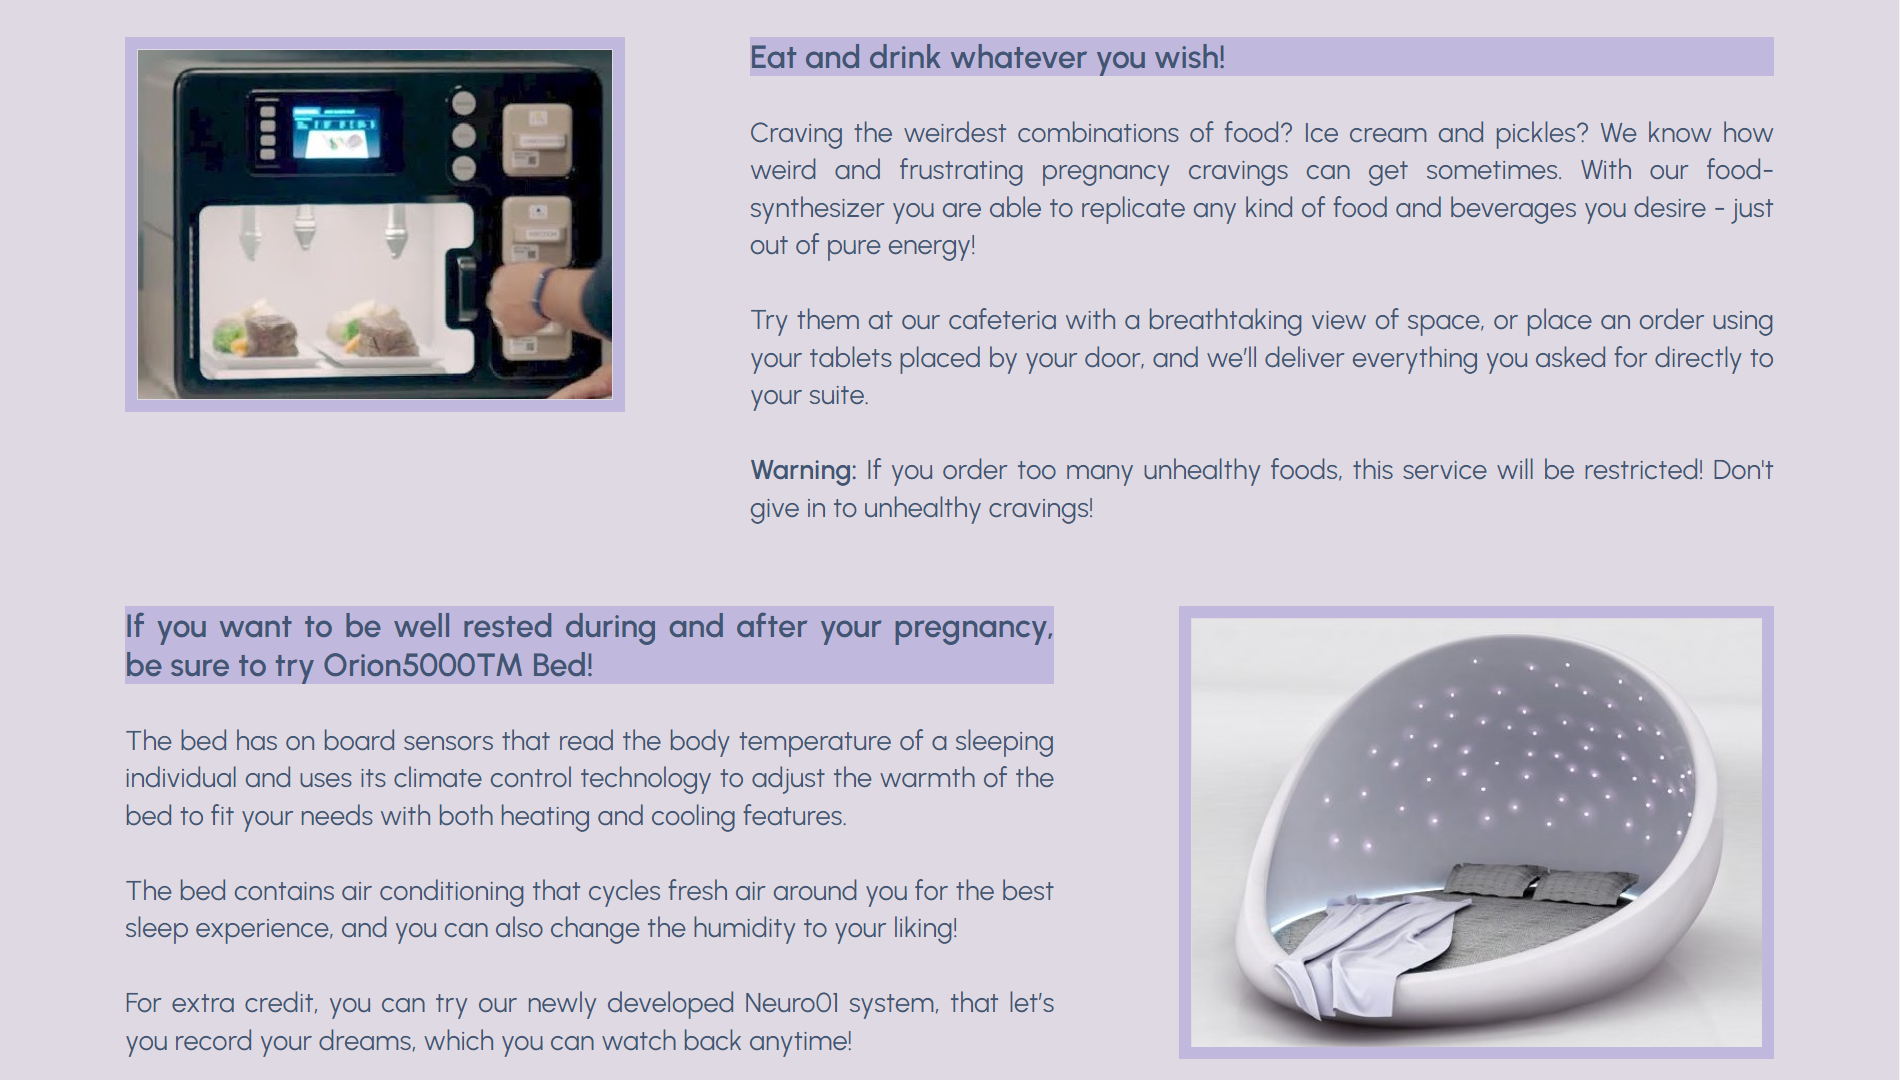 Eat and drink whatever you wish!
Craving the weirdest combinations of food? Ice cream and pickles? We know how
weird and frustrating pregnancy cravings can get sometimes. With our food-
synthesizer you are able to replicate any kind of food and beverages you desire - just
out of pure energy!
Try them at our cafeteria with a breathtaking view of space, or place an order using
your tablets placed by your door, and we'll deliver everything you asked for directly to
your suite.
Warning: If you order too many unhealthy foods, this service will be restricted! Don't
give in to unhealthy cravings!
If you want to be well rested during and after your pregnancy,
be sure to try Orion5000TM Bed!
The bed has on board sensors that read the body temperature of a sleeping
individual and uses its climate control technology to adjust the warmth of the
bed to fit your needs with both heating and cooling features.
The bed contains air conditioning that cycles fresh air around you for the best
sleep experience, and you can also change the humidity to your liking!
For extra credit, you can try our newly developed Neuro01 system, that let's
you record your dreams, which you can watch back anytime!